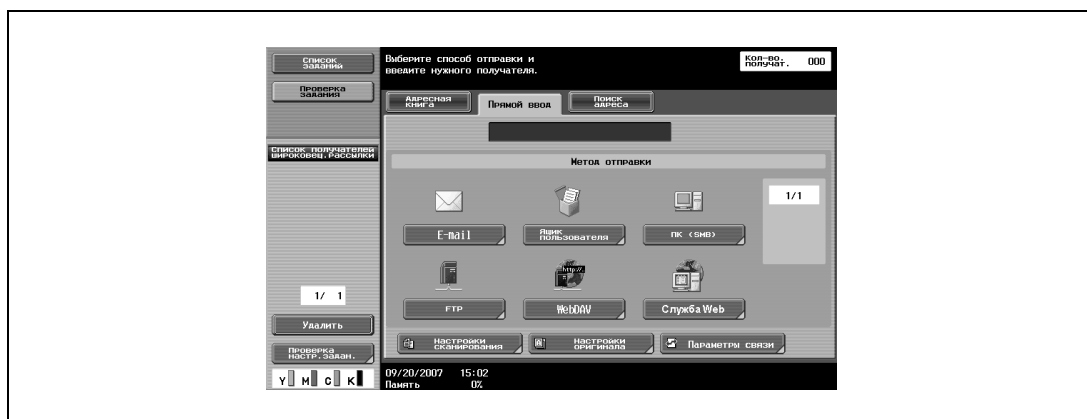 Список
заданий
Проверка
задания
Список получателей
широковещ.Рассылки
1/ 1
Удалить
Проверка
настр.задан.
Y M C K
Выберите способ отправки и
введите нужного получателя.
Кол-во.
получат. 000
Адресная
книга
Прямой ввод
Поиск
адреса
Метод отправки
E-mail
Ящик
пользователя
ПК (SMB)
1/1
http://.
FTP
WebDAV
Служба Web
Настройки
сканирования
Настройки
оригинала
Параметры связи
09/20/2007 15:02
Память 0%